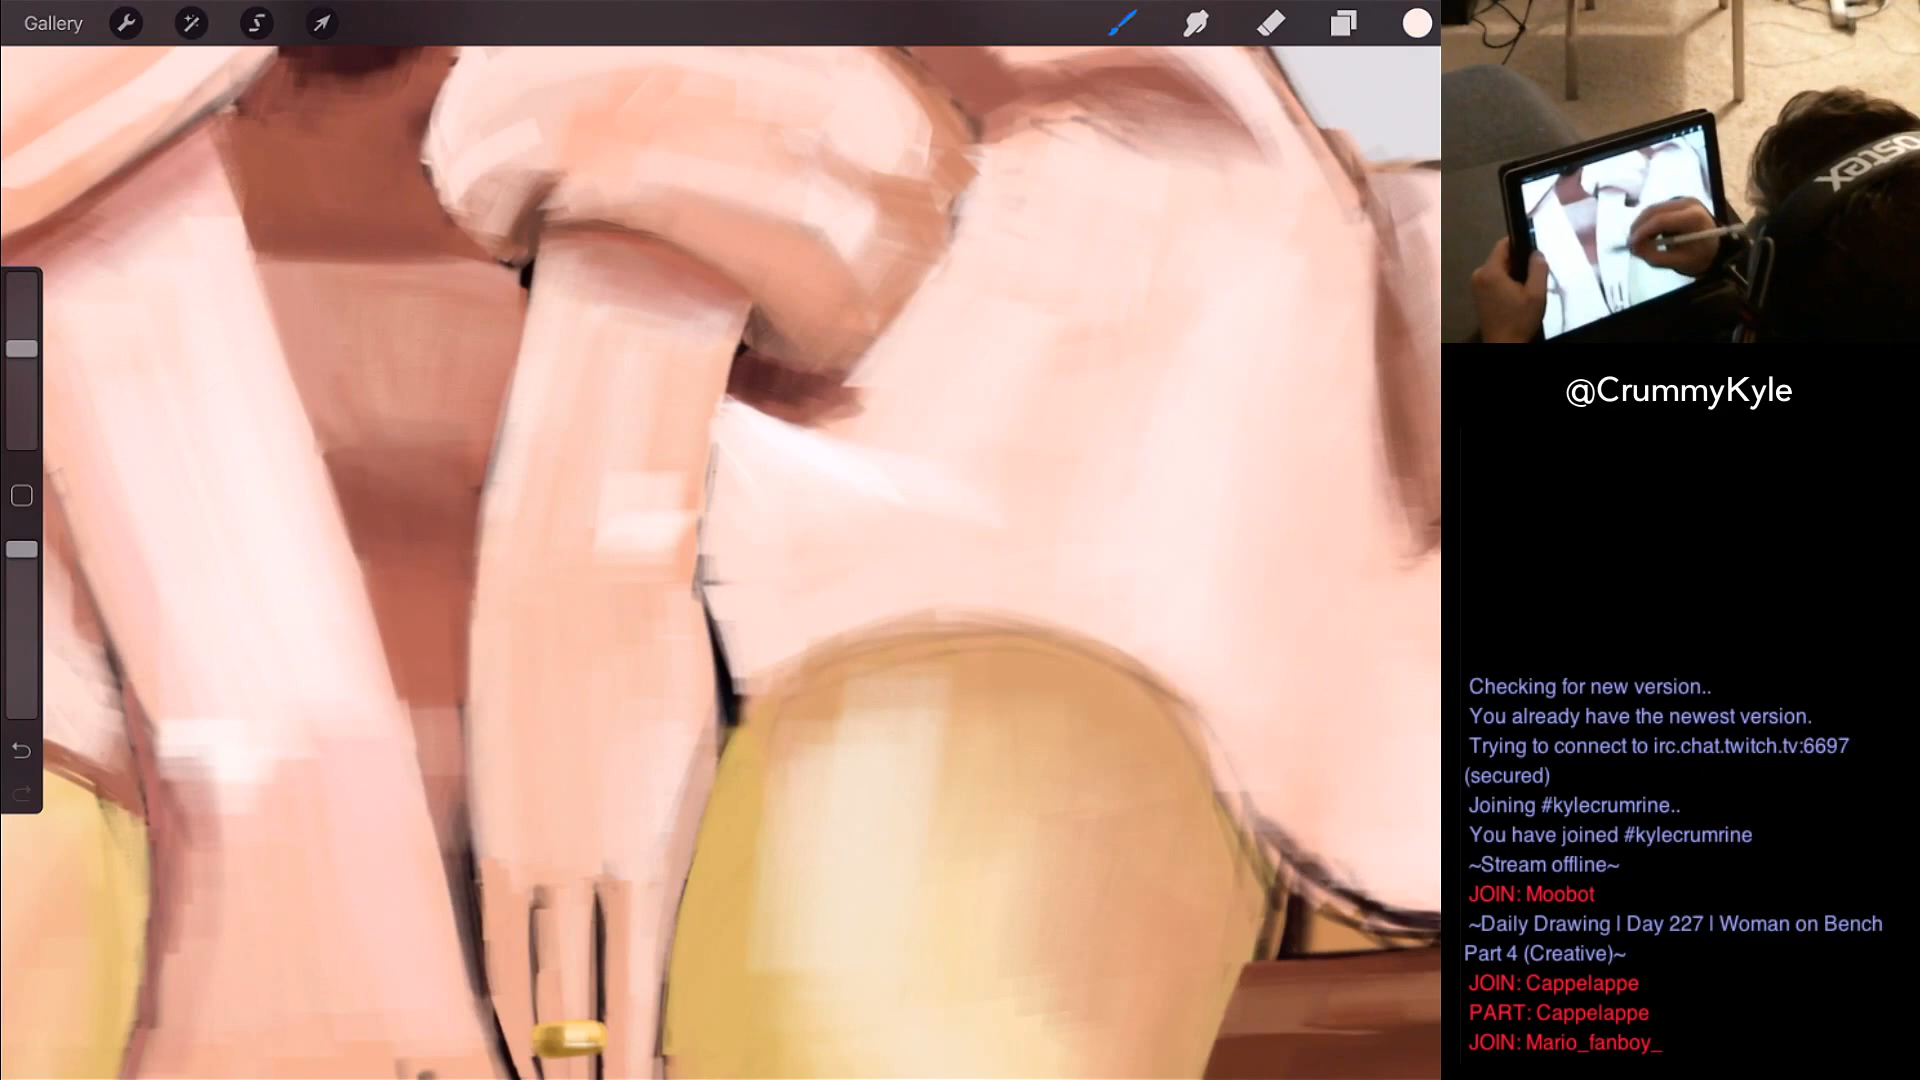 Gallery
ostex
@CrummyKyle
Checking for new version..
You already have the newest version.
Trying to connect to irc.chat.twitch.tv:6697
(secured)
Joining #kylecrumrine..
You have joined #kylecrumrine
~Stream offline~
JOIN: Moobot
~Daily Drawing | Day 227 | Woman on Bench
Part 4 (Creative)~
JOIN: Cappelappe
PART: Cappelappe
JOIN: Mario_fanboy_